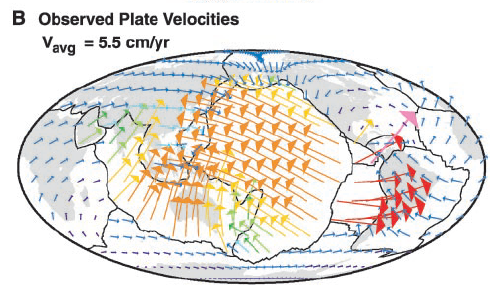 B Observed Plate Velocities
Vavg = 5.5 cm/yr